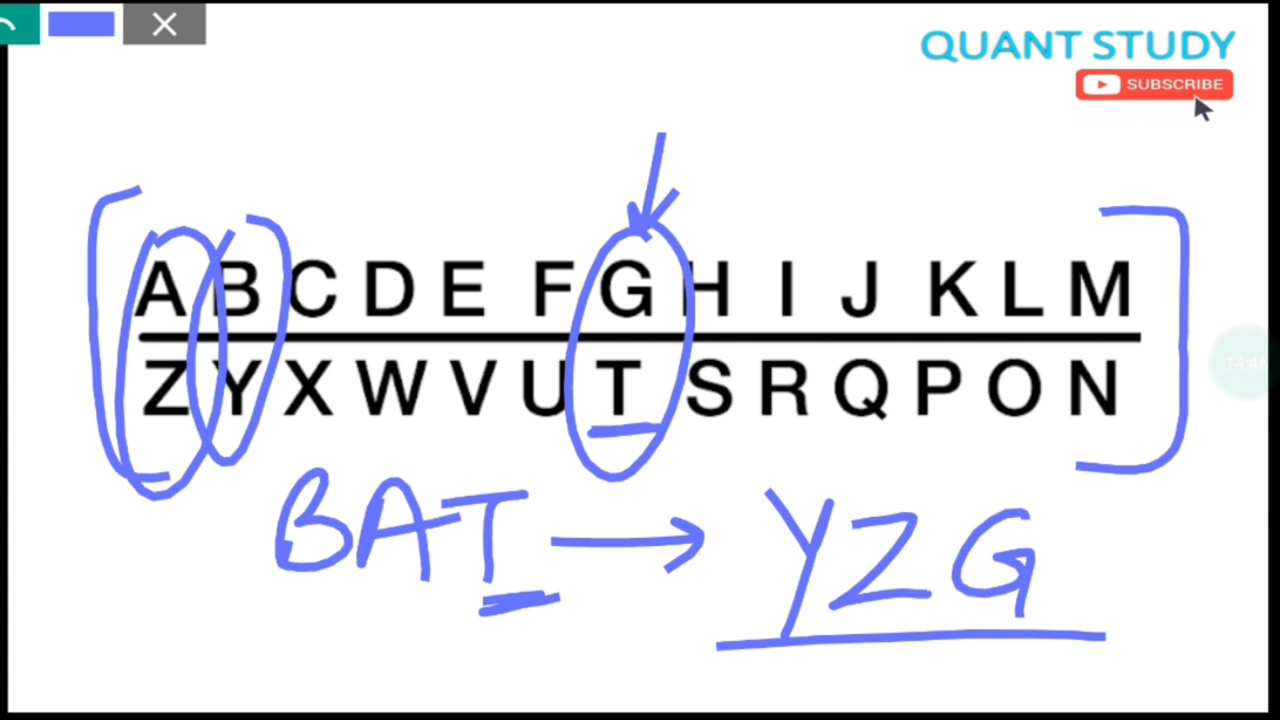 QUANT STUDY
SUBSCRIBE
A B C D E F G H I J K L M
Z Y X W V U T S R Q P O N
BAT → YZG